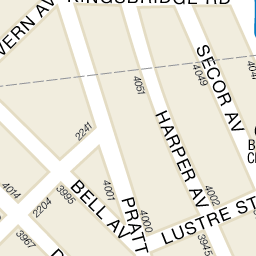 KINGSBRIDGE RD
VERN AV
SECOR AV
4049
404
4051
HARPER AV
2241
B
C
4014
2204
3995
BELL AV
4001
PRATT
4000
4002
LUSTRE ST
3967
3945